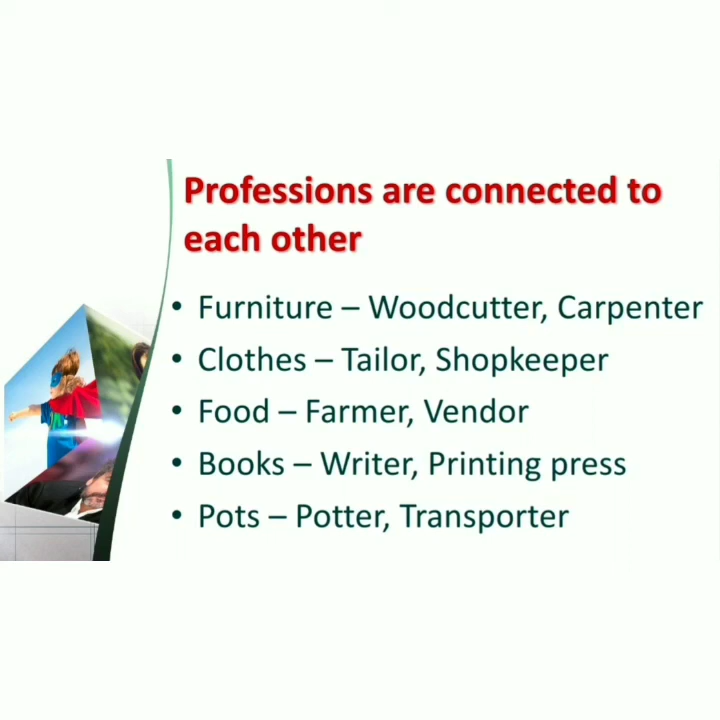 Professions are connected to
each other
• Furniture – Woodcutter, Carpenter
• Clothes – Tailor, Shopkeeper
• Food – Farmer, Vendor
• Books – Writer, Printing press
• Pots – Potter, Transporter